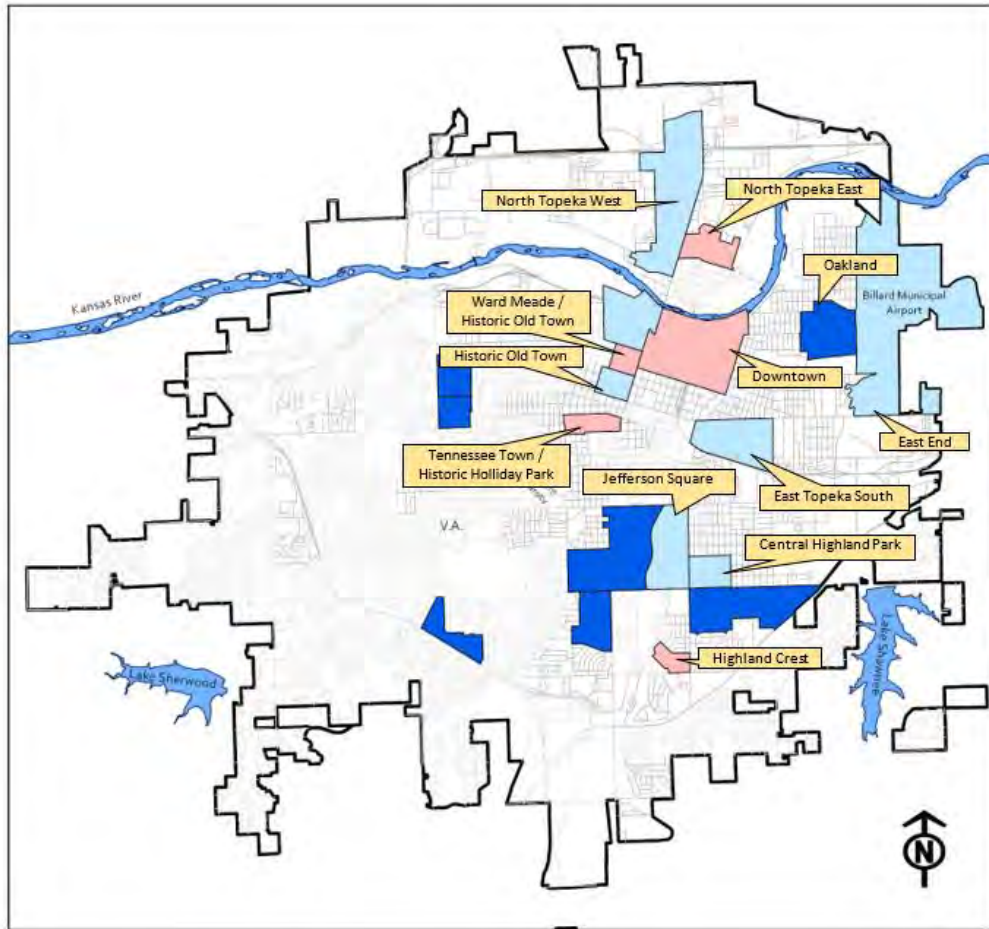 North Topeka West
North Topeka East
Oakland
Kansas River
Billard Municipal
Airport
Ward Meade /
Historic Old Town
Historic Old Town
Downtown
East End
Tennessee Town /
Historic Holliday Park
Jefferson Square
East Topeka South
V.A.
Central Highland Park
Highland Crest
Lake Sherwood
Lake Shawnee
N